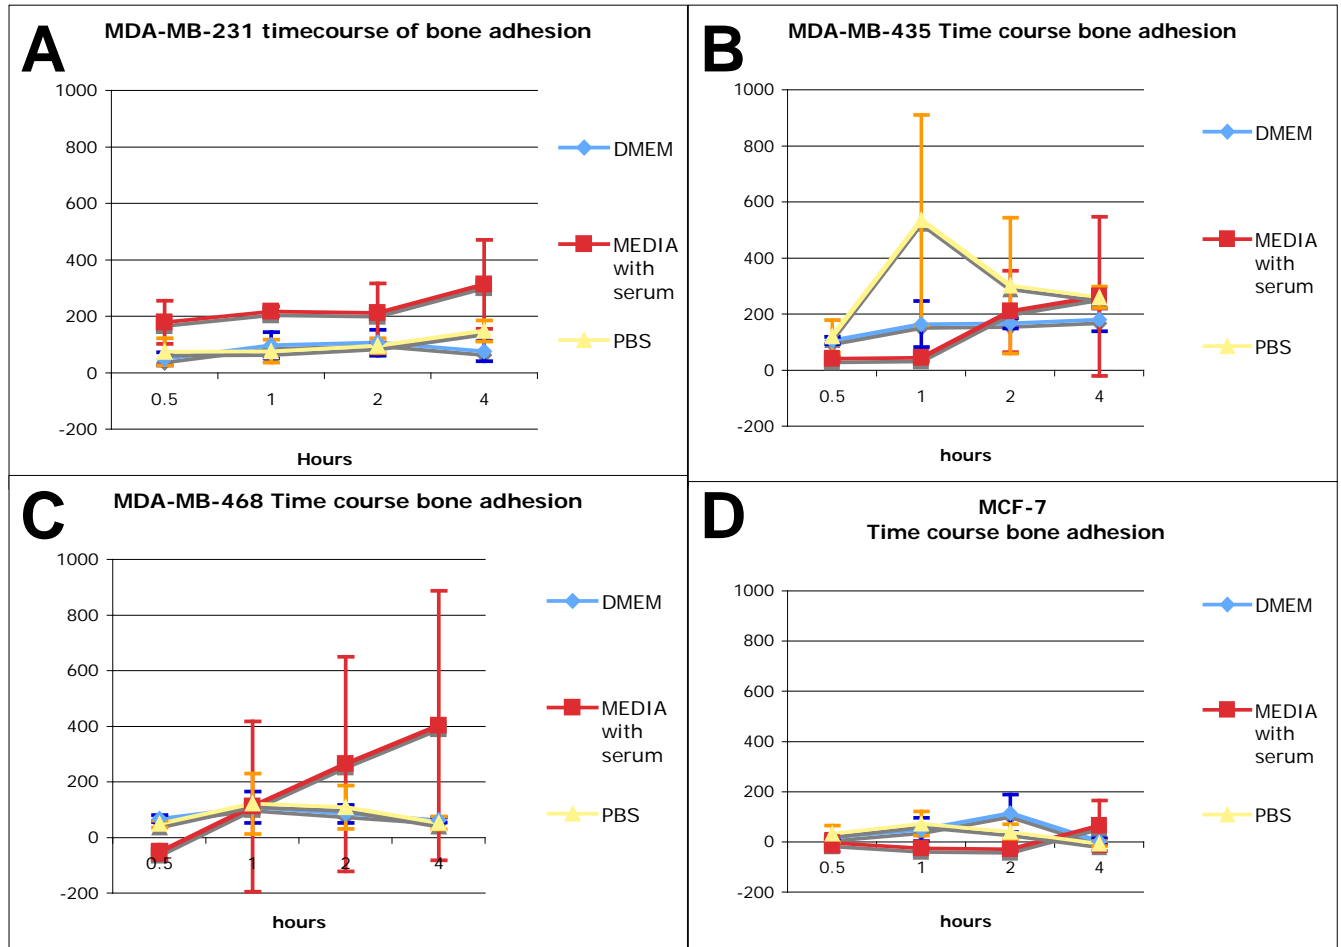 A
MDA-MB-231 timecourse of bone adhesion
1000
800
600
400
200
0
-200
0.5 1 2 4
Hours
DMEM
MEDIA
with
serum
PBS
B
MDA-MB-435 Time course bone adhesion
1000
800
600
400
200
0
-200
0.5 1 2 4
hours
DMEM
MEDIA
with
serum
PBS
C
MDA-MB-468 Time course bone adhesion
1000
800
600
400
200
0
-200
0.5 1 2 4
hours
DMEM
MEDIA
with
serum
PBS
D
MCF-7
Time course bone adhesion
1000
800
600
400
200
0
-200
0.5 1 2 4
hours
DMEM
MEDIA
with
serum
PBS